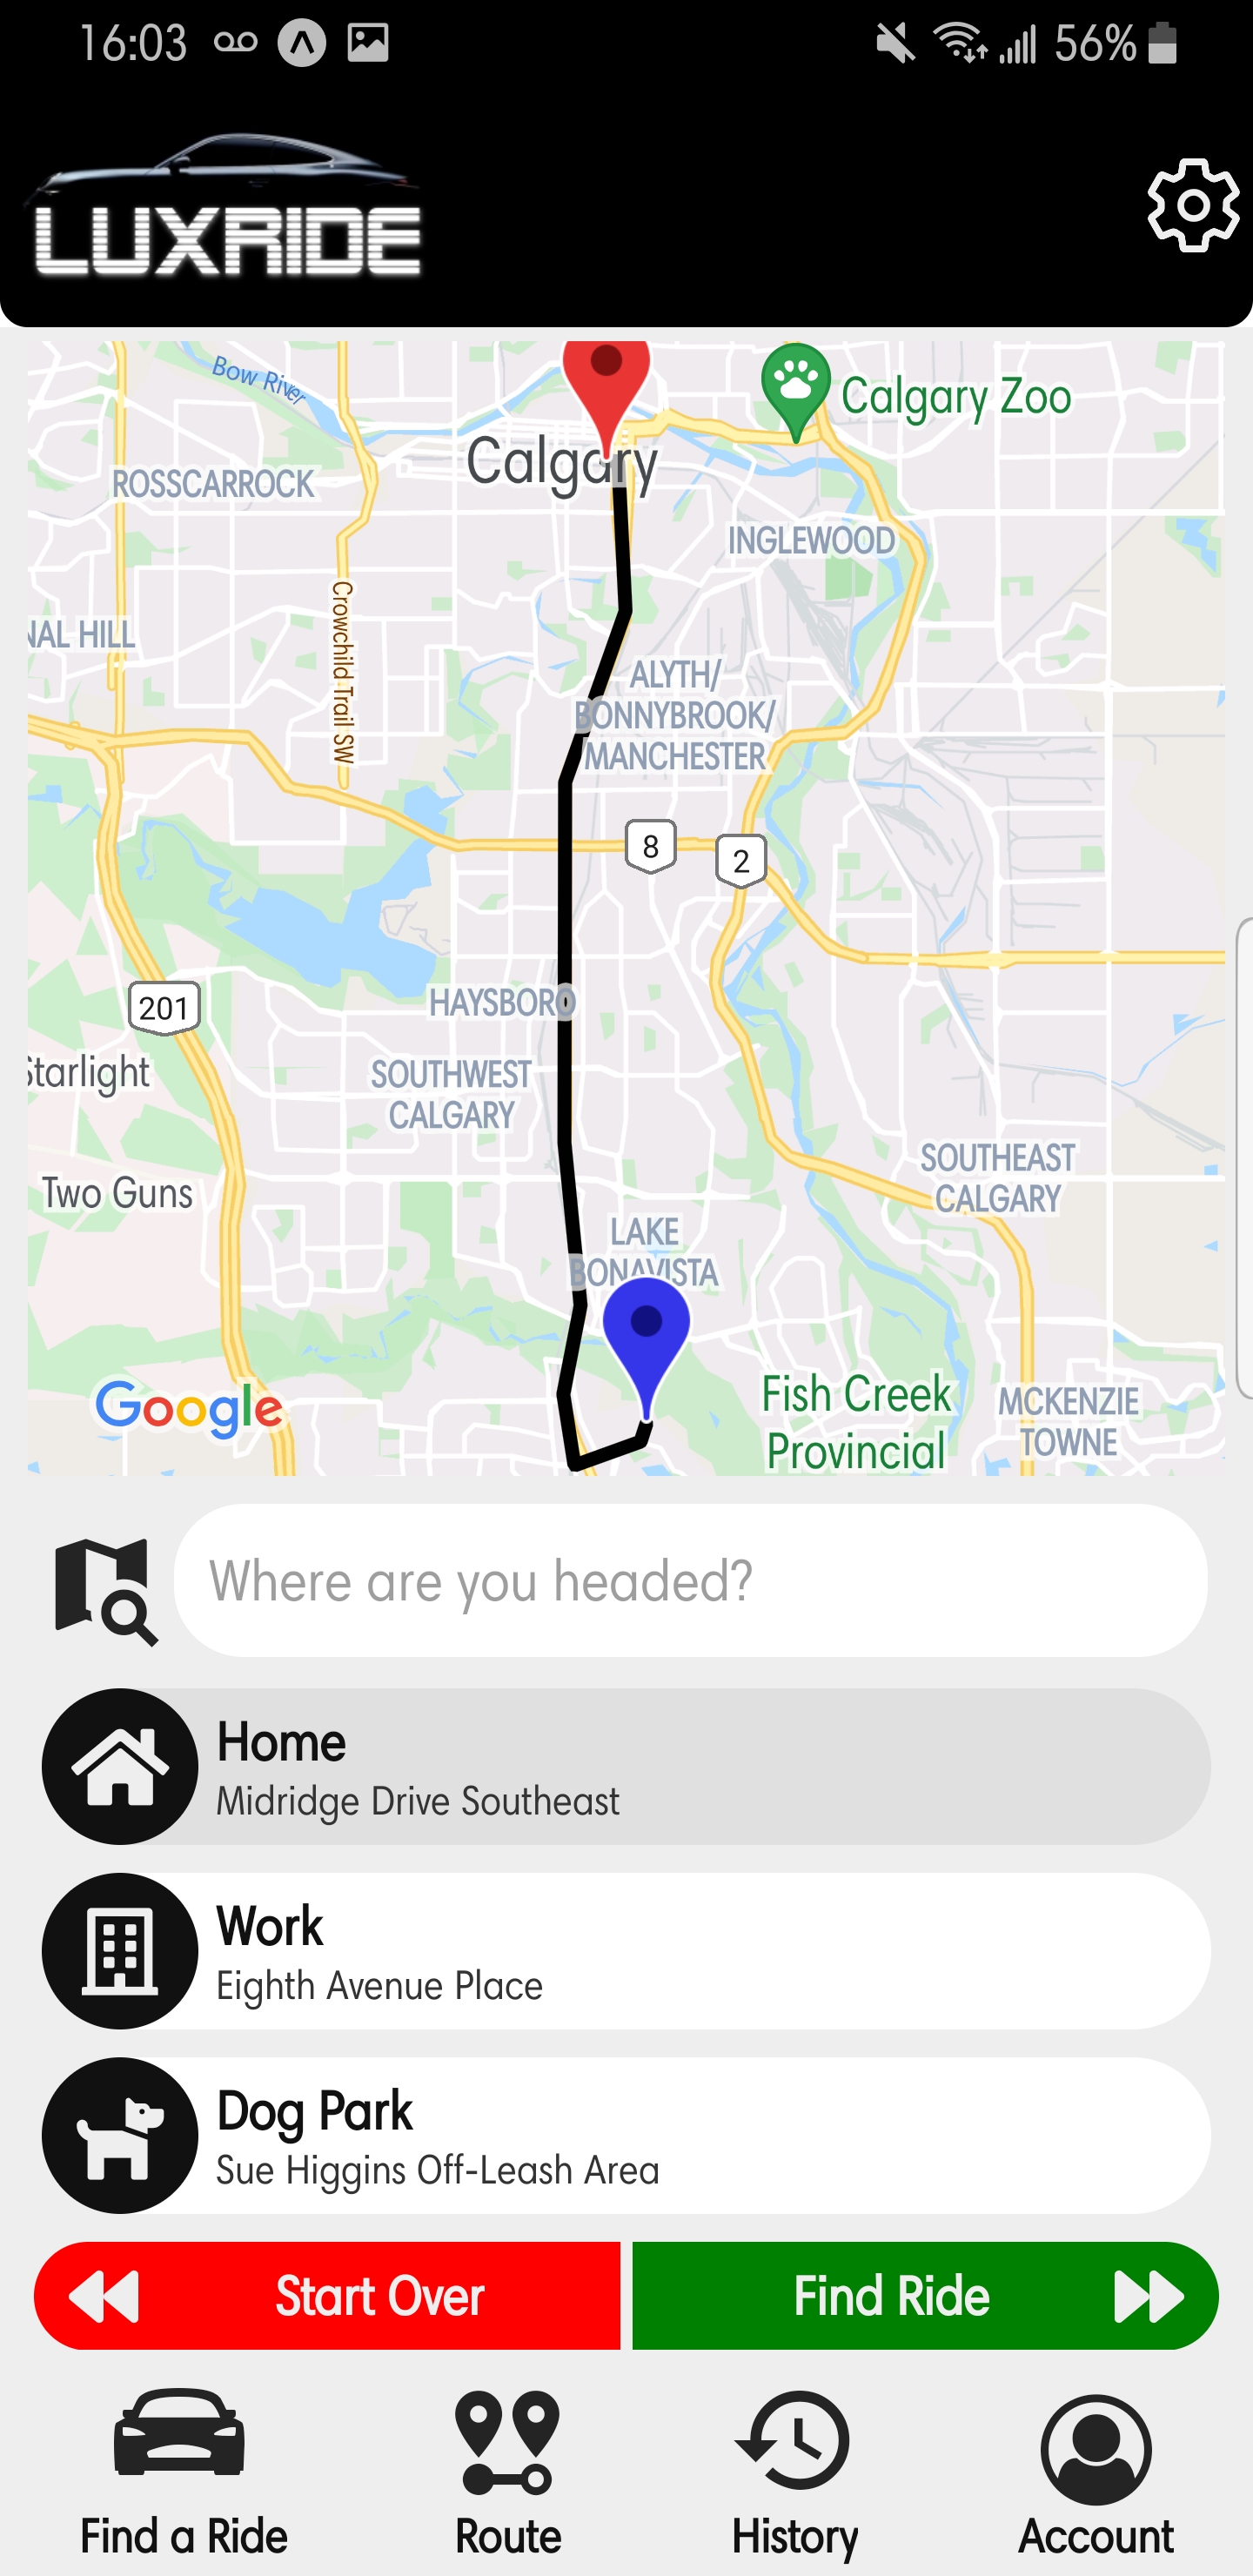 16:03
56%
LUXRIDE
Bow River
Calgary Zoo
Calgary
ROSSCARROCK
INGLEWOOD
Crowchild Trail SW
NAL HILL
ALYTH/
BONNYBROOK/
MANCHESTER
8
2
HAYSBORO
201
Starlight
SOUTHWEST
CALGARY
SOUTHEAST
CALGARY
Two Guns
LAKE
BONAVISTA
Google
Fish Creek
Provincial
MCKENZIE
TOWNE
Where are you headed?
Home
Midridge Drive Southeast
Work
Eighth Avenue Place
Dog Park
Sue Higgins Off-Leash Area
Start Over
Find Ride
Find a Ride
Route
History
Account